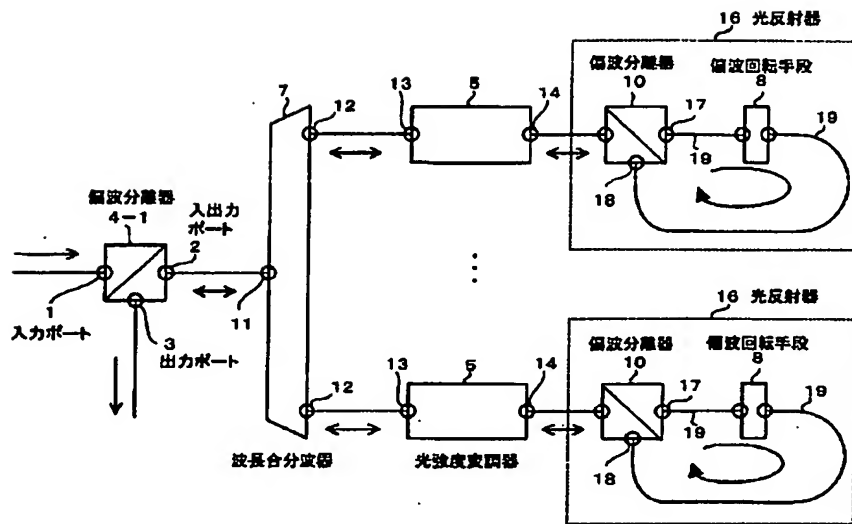 16 光反射器
偏波分離器
10
偏波回転手段
8
7
12
13
5
14
17
19
19
18
偏波分離器
4-1
入出力
ポート
2
1
入力ポート
3
出力ポート
11
16 光反射器
偏波分離器
10
偏波回転手段
8
12
13
5
14
17
19
19
18
波長合分波器
光強度変調器